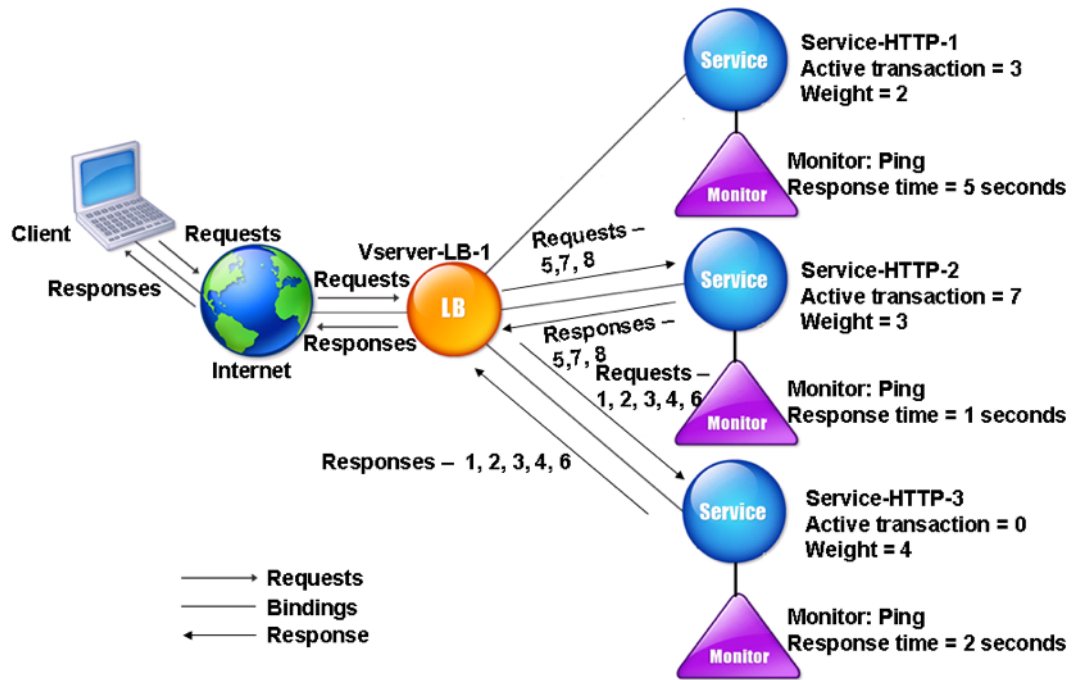 Service-HTTP-1
Active transaction = 3
Weight = 2
Service
Monitor: Ping
Response time = 5 seconds
Monitor
Client
Requests
Responses
Internet
Requests
Responses
Vserver-LB-1
LB
Requests –
5,7, 8
Responses –
5,7, 8
Service
Service-HTTP-2
Active transaction = 7
Weight = 3
Monitor: Ping
Response time = 1 seconds
Monitor
Requests –
1, 2, 3, 4, 6
Responses – 1, 2, 3, 4, 6
Service
Service-HTTP-3
Active transaction = 0
Weight = 4
Monitor: Ping
Response time = 2 seconds
Monitor
Requests
Bindings
Response